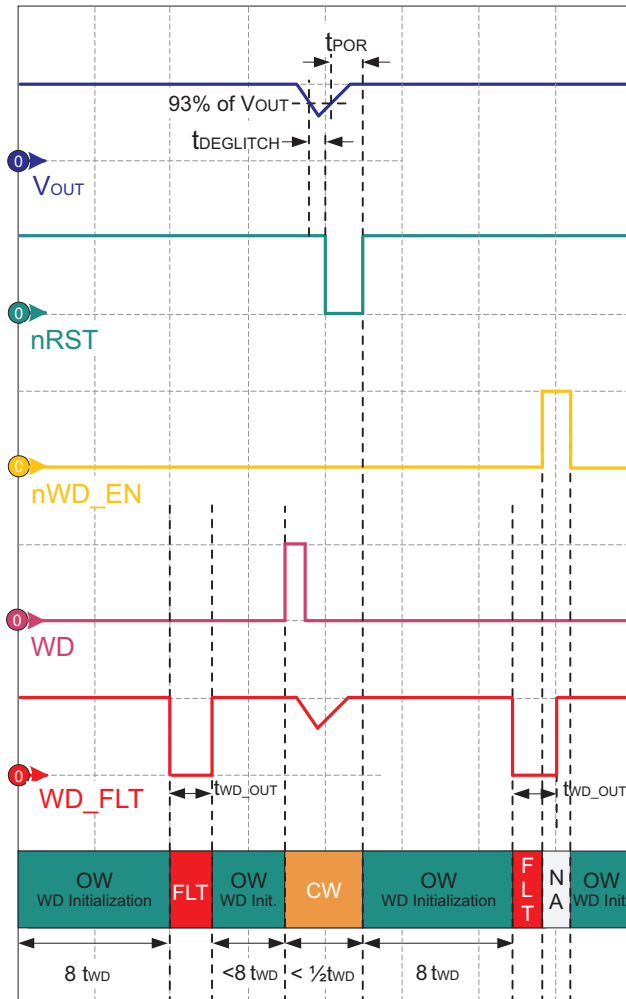 tPOR
93% of VOUT
tDEGLITCH
0
VOUT
0
nRST
C
nWD_EN
0
WD
0
WD_FLT
tWD_OUT
tWD_OUT
OW
WD Initialization
FLT
OW
WD Init.
CW
OW
WD Initialization
FLT
NA
OW
WD Init.
8 tWD
<8 tWD
< ½tWD
8 tWD